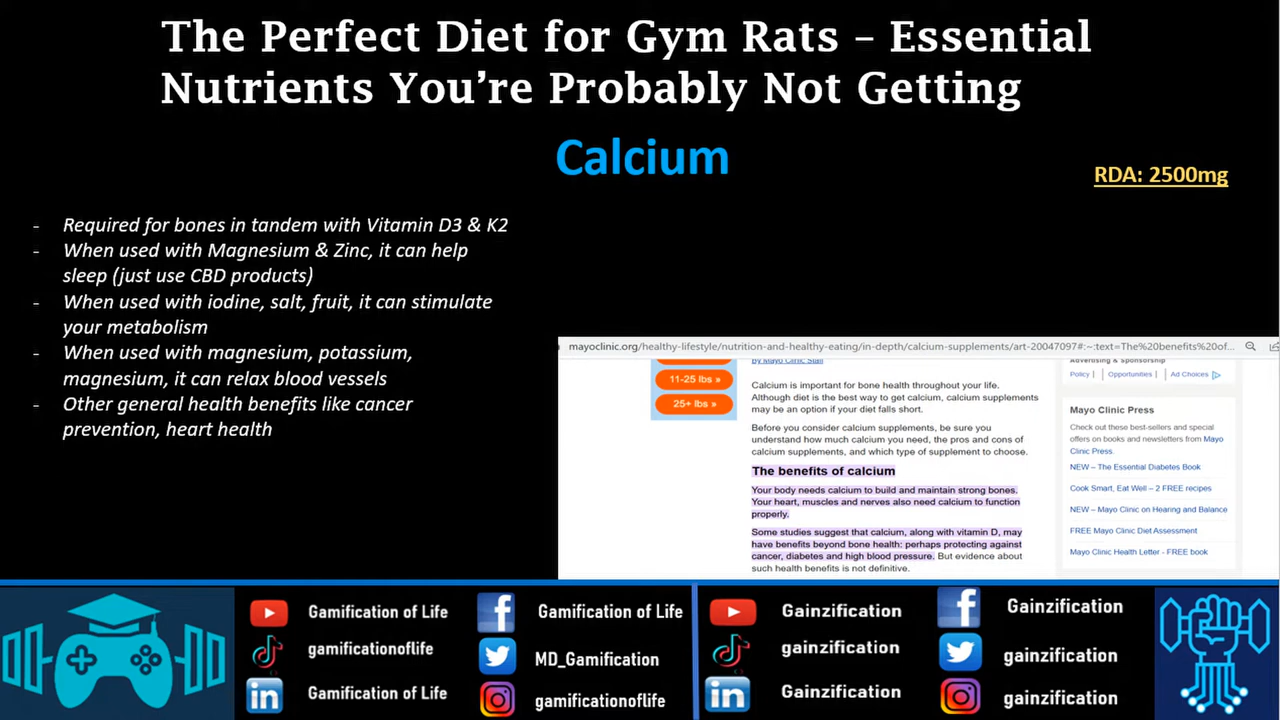 The Perfect Diet for Gym Rats – Essential
Nutrients You're Probably Not Getting
Calcium
RDA: 2500mg
- Required for bones in tandem with Vitamin D3 & K2
- When used with Magnesium & Zinc, it can help
sleep (just use CBD products)
- When used with iodine, salt, fruit, it can stimulate
your metabolism
- When used with magnesium, potassium,
magnesium, it can relax blood vessels
- Other general health benefits like cancer
prevention, heart health
mayoclinic.org/healthy-lifestyle/nutrition-and-healthy-eating/in-depth/calcium-supplements/art-20047097#:~:text=The%20benefits%20of...
11-25 lbs »
25+ lbs »
by Mayo Clinic Staff
Calcium is important for bone health throughout your life.
Although diet is the best way to get calcium, calcium supplements
may be an option if your diet falls short.
Before you consider calcium supplements, be sure you
understand how much calcium you need, the pros and cons of
calcium supplements, and which type of supplement to choose.
The benefits of calcium
Your body needs calcium to build and maintain strong bones.
Your heart, muscles and nerves also need calcium to function
properly.
Some studies suggest that calcium, along with vitamin D, may
have benefits beyond bone health: perhaps protecting against
cancer, diabetes and high blood pressure. But evidence about
such health benefits is not definitive.
Advertising & Sponsorship
Policy | Opportunities | Ad Choices
Mayo Clinic Press
Check out these best-sellers and special
offers on books and newsletters from Mayo
Clinic Press.
NEW – The Essential Diabetes Book
Cook Smart, Eat Well – 2 FREE recipes
NEW – Mayo Clinic on Hearing and Balance
FREE Mayo Clinic Diet Assessment
Mayo Clinic Health Letter - FREE book
Gamification of Life
gamificationoflife
Gamification of Life
Gamification of Life
MD_Gamification
gamificationoflife
Gainzification
gainzification
Gainzification
Gainzification
gainzification
gainzification